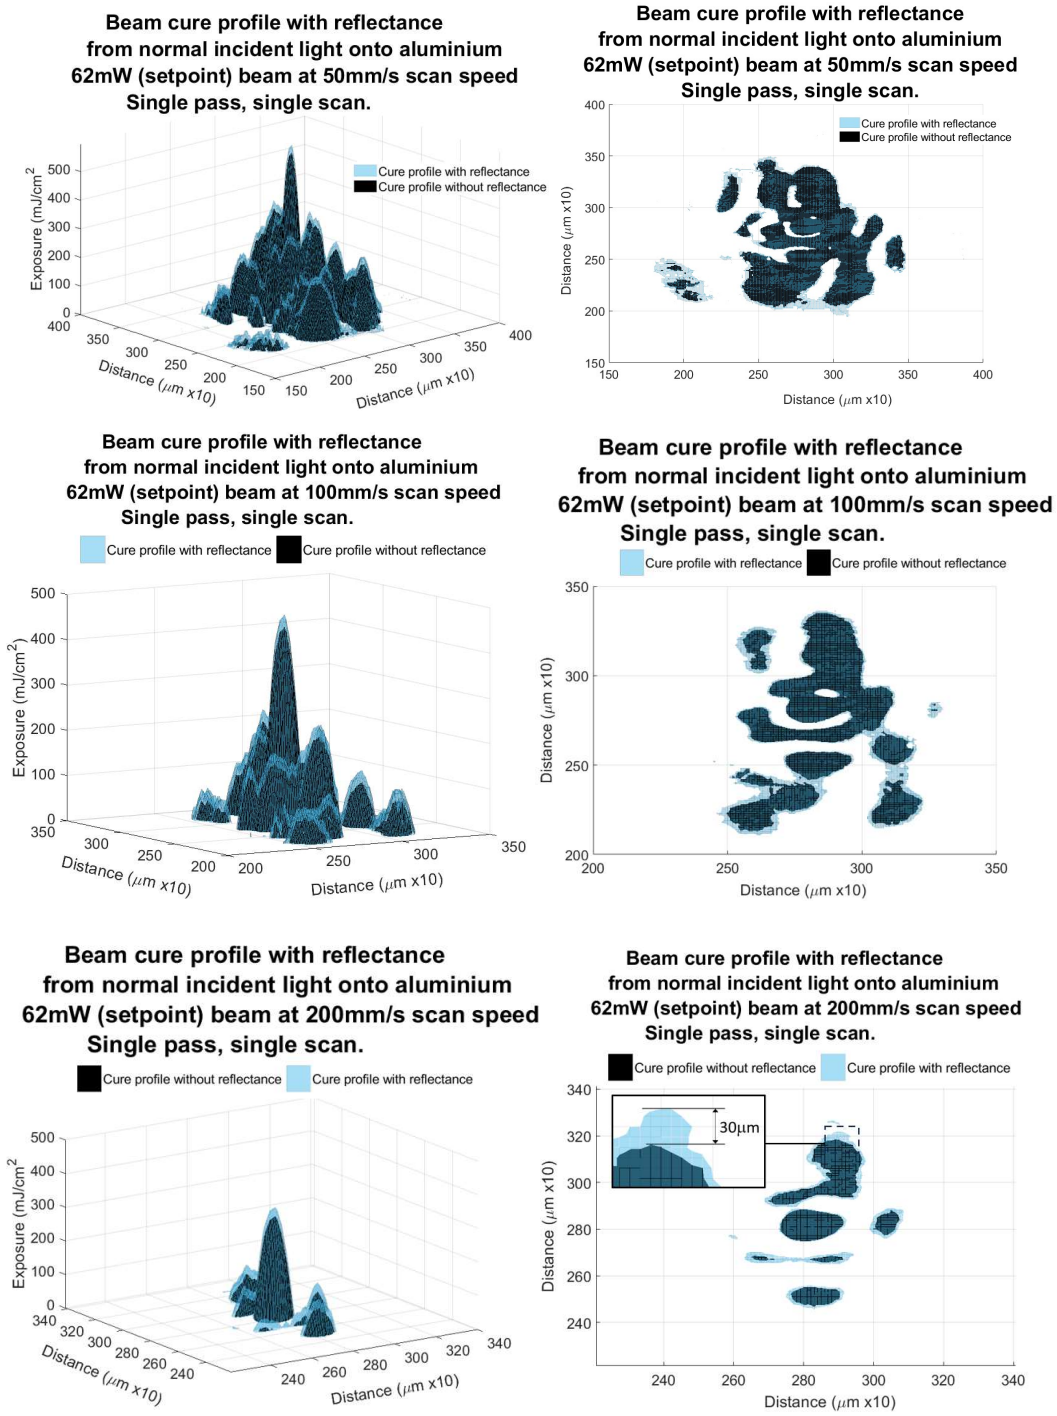 Beam cure profile with reflectance
from normal incident light onto aluminium
62mW (setpoint) beam at 50mm/s scan speed
Single pass, single scan.
Cure profile with reflectance
Cure profile without reflectance
Exposure (mJ/cm2)
500
400
300
200
100
0
400
350
300
250
200
150
Distance (μm x10)
150
200
250
300
350
400
Distance (μm x10)
Beam cure profile with reflectance
from normal incident light onto aluminium
62mW (setpoint) beam at 50mm/s scan speed
Single pass, single scan.
Cure profile with reflectance
Cure profile without reflectance
Distance (μm x10)
400
350
300
250
200
150
150
200
250
300
350
400
Distance (μm x10)
Beam cure profile with reflectance
from normal incident light onto aluminium
62mW (setpoint) beam at 100mm/s scan speed
Single pass, single scan.
Cure profile with reflectance Cure profile without reflectance
Exposure (mJ/cm2)
500
400
300
200
100
0
350
300
250
200
Distance (μm x10)
200
250
300
350
Distance (μm x10)
Beam cure profile with reflectance
from normal incident light onto aluminium
62mW (setpoint) beam at 100mm/s scan speed
Single pass, single scan.
Cure profile with reflectance Cure profile without reflectance
Distance (μm x10)
350
300
250
200
200
250
300
350
Distance (μm x10)
Beam cure profile with reflectance
from normal incident light onto aluminium
62mW (setpoint) beam at 200mm/s scan speed
Single pass, single scan.
Cure profile without reflectance Cure profile with reflectance
Exposure (mJ/cm2)
500
400
300
200
100
0
340
320
300
280
260
240
Distance (μm x10)
240
260
280
300
320
340
Distance (μm x10)
Beam cure profile with reflectance
from normal incident light onto aluminium
62mW (setpoint) beam at 200mm/s scan speed
Single pass, single scan.
Cure profile without reflectance Cure profile with reflectance
30μm
Distance (μm x10)
340
320
300
280
260
240
240
260
280
300
320
340
Distance (μm x10)